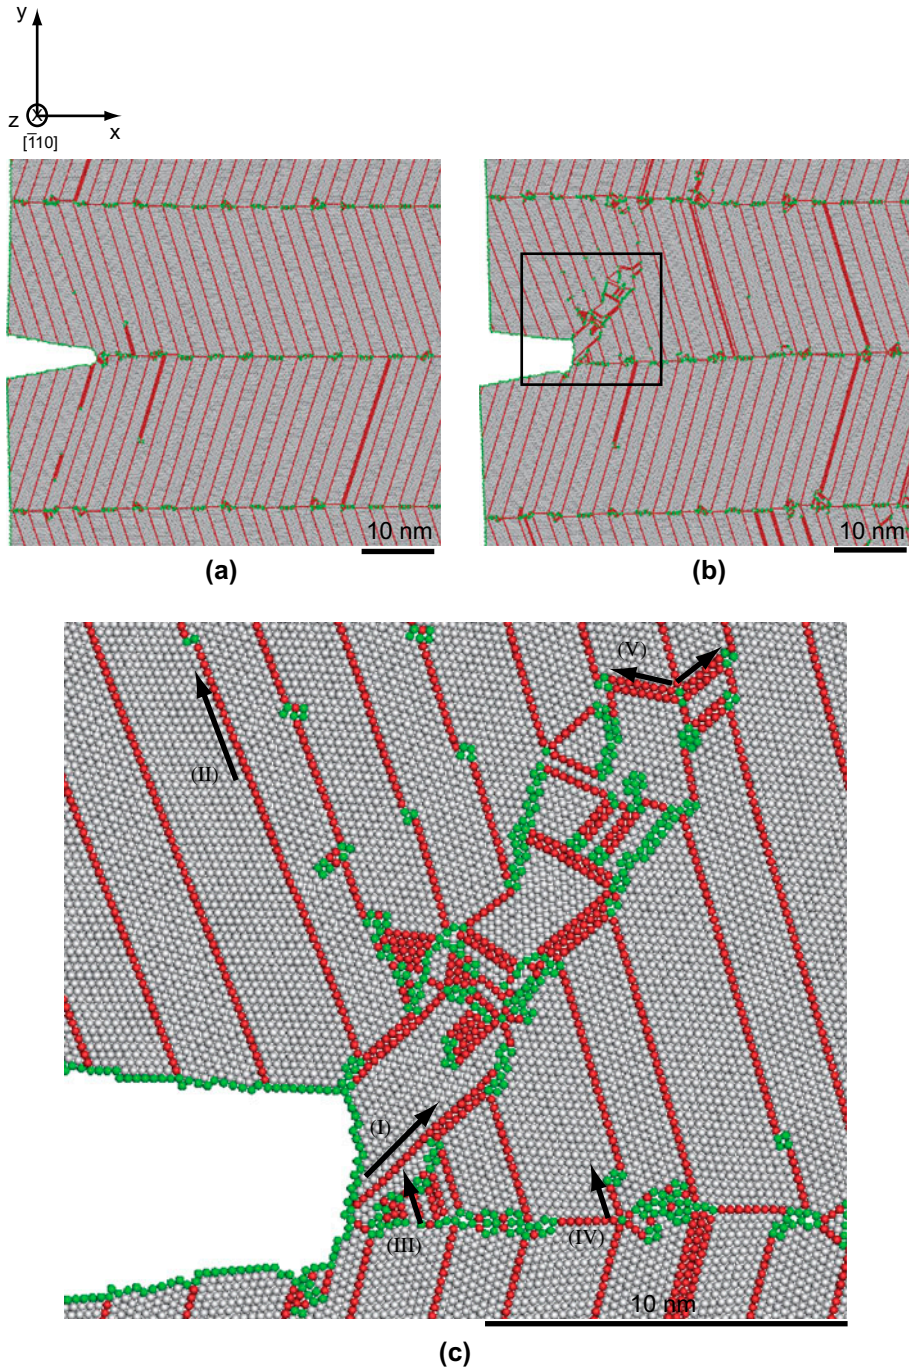 y
z
x
[1̅10]
10 nm
10 nm
(a)
(b)
(V)
(II)
(I)
(III)
(IV)
10 nm
(c)